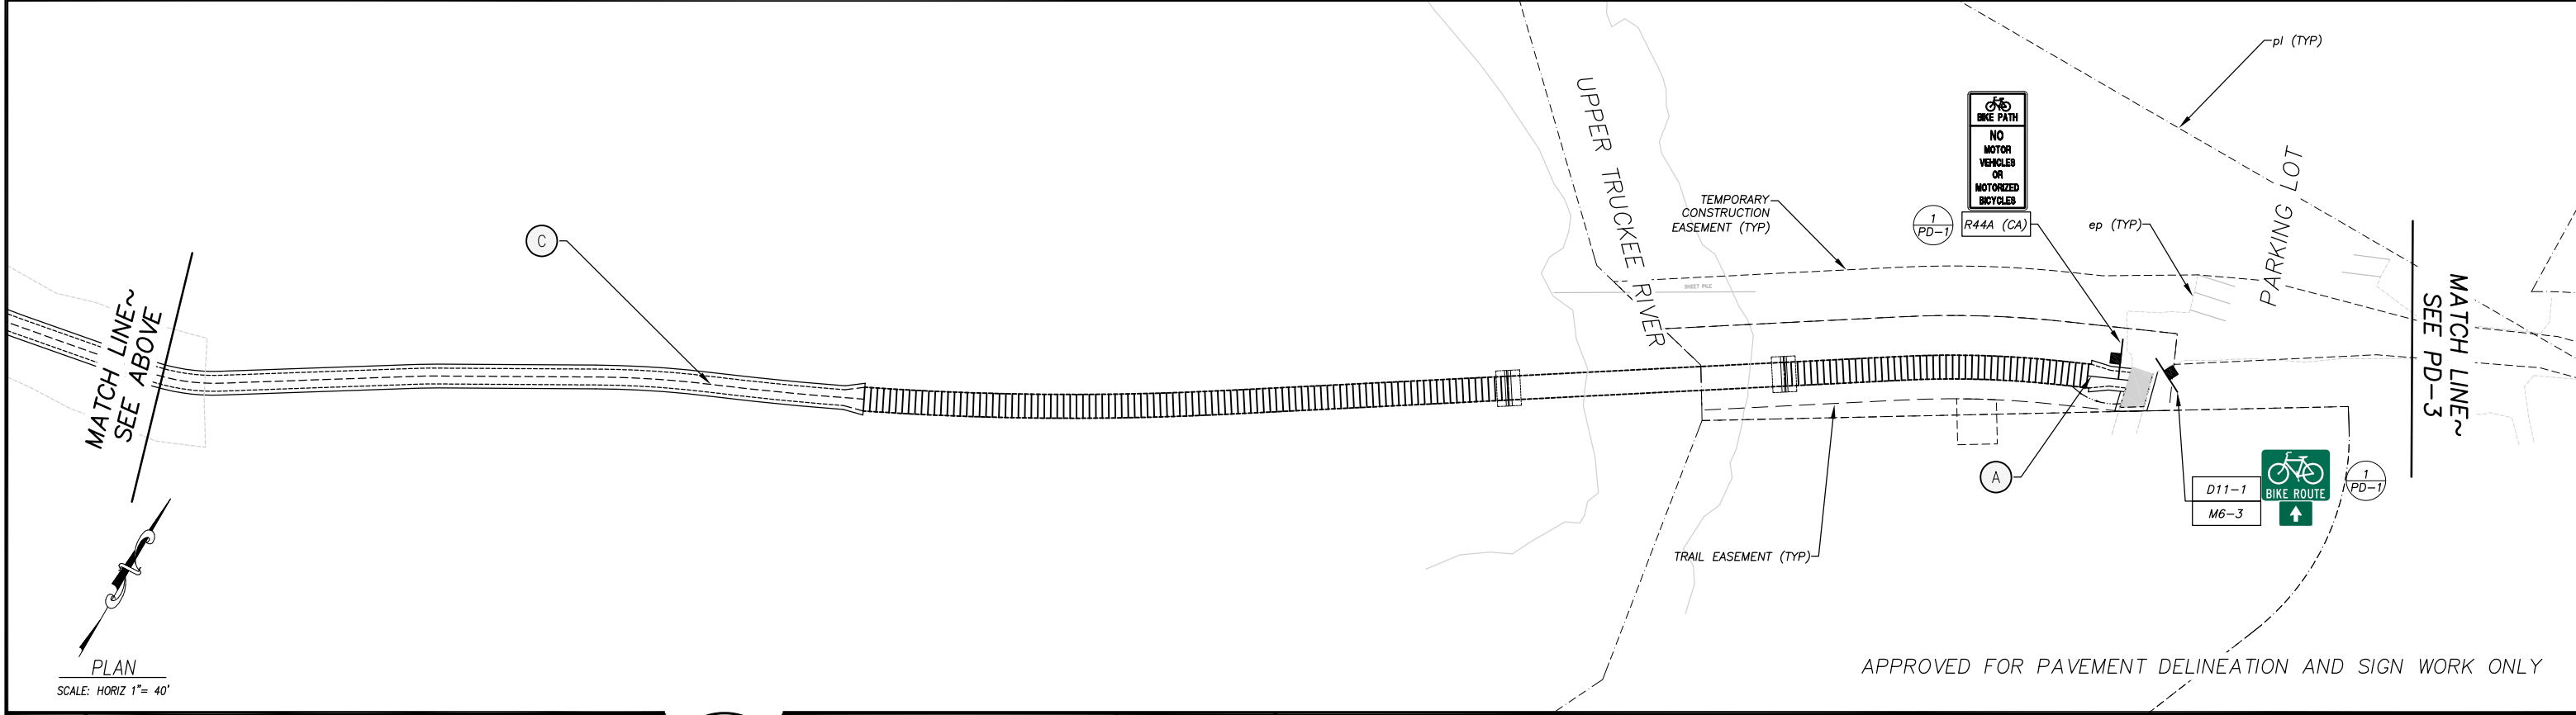 pl (TYP)
UPPER TRUCKEE RIVER
BIKE PATH
NO
MOTOR
VEHICLES
OR
MOTORIZED
BICYCLES
1
PD-1
R44A (CA)
TEMPORARY
CONSTRUCTION
EASEMENT (TYP)
ep (TYP)
PARKING LOT
C
SHEET PILE
MATCH LINE~
SEE ABOVE
MATCH LINE~
SEE PD-3
A
D11-1
M6-3
BIKE ROUTE
1
PD-1
TRAIL EASEMENT (TYP)
PLAN
SCALE: HORIZ 1"= 40'
APPROVED FOR PAVEMENT DELINEATION AND SIGN WORK ONLY